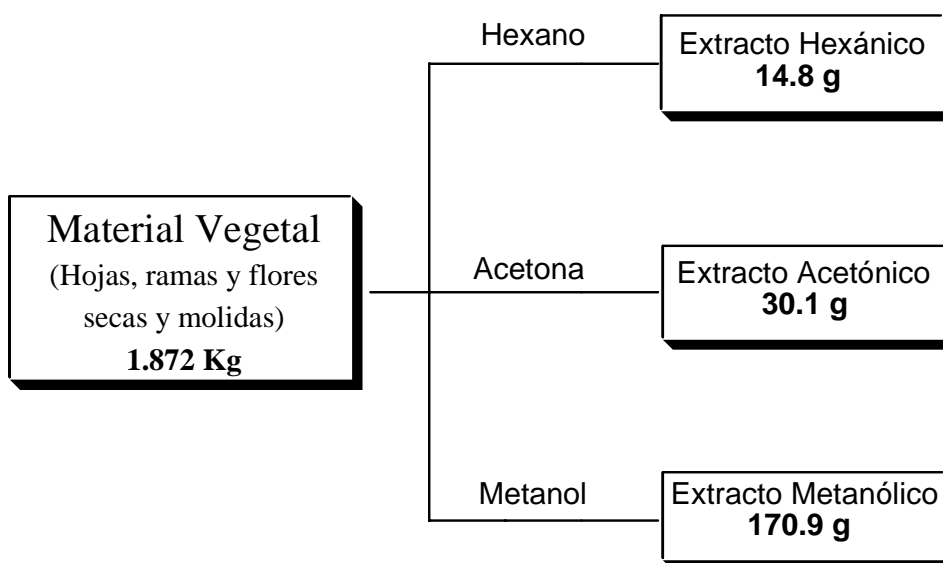 Hexano
Extracto Hexánico
14.8 g
Material Vegetal
(Hojas, ramas y flores
secas y molidas)
1.872 Kg
Acetona
Extracto Acetónico
30.1 g
Metanol
Extracto Metanólico
170.9 g